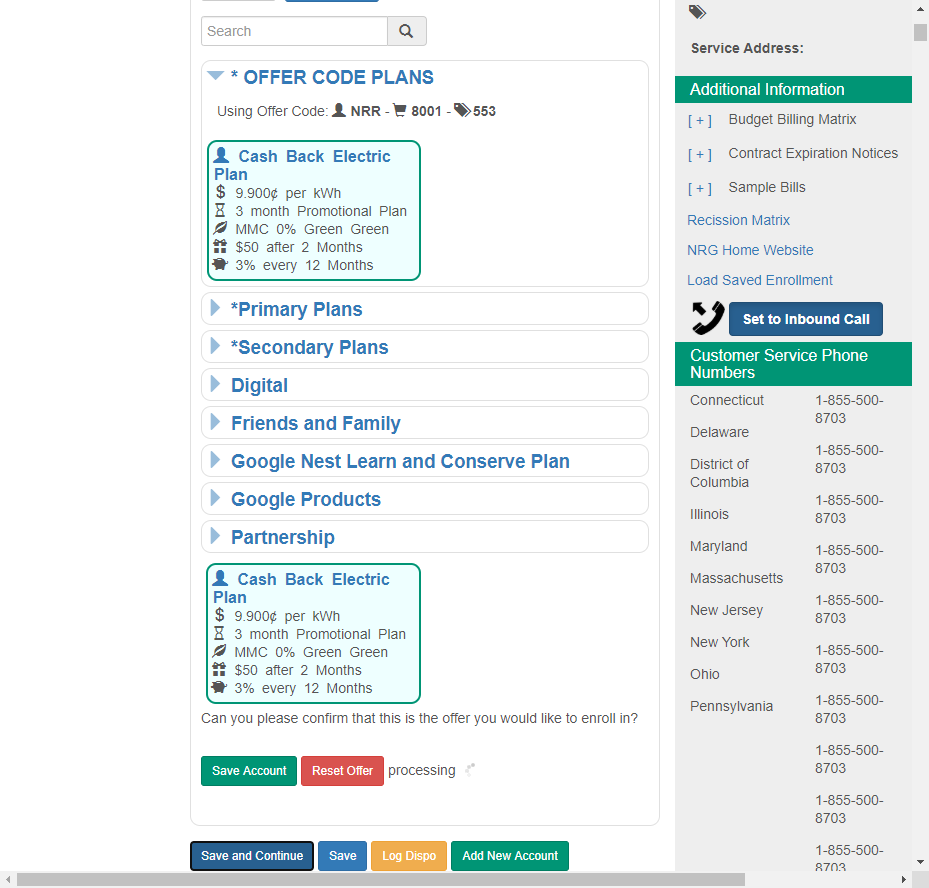 Search
* OFFER CODE PLANS
Using Offer Code: NRR - 8001 - 553
Cash Back Electric
Plan
$ 9.900¢ per kWh
3 month Promotional Plan
MMC 0% Green Green
$50 after 2 Months
3% every 12 Months
*Primary Plans
*Secondary Plans
Digital
Friends and Family
Google Nest Learn and Conserve Plan
Google Products
Partnership
Cash Back Electric
Plan
$ 9.900¢ per kWh
3 month Promotional Plan
MMC 0% Green Green
$50 after 2 Months
3% every 12 Months
Can you please confirm that this is the offer you would like to enroll in?
Save Account Reset Offer processing
Save and Continue Save Log Dispo Add New Account
Service Address:
Additional Information
[ + ] Budget Billing Matrix
[ + ] Contract Expiration Notices
[ + ] Sample Bills
Recission Matrix
NRG Home Website
Load Saved Enrollment
Set to Inbound Call
Customer Service Phone
Numbers
Connecticut
Delaware
District of
Columbia
Illinois
Maryland
Massachusetts
New Jersey
New York
Ohio
Pennsylvania
1-855-500-
8703
1-855-500-
8703
1-855-500-
8703
1-855-500-
8703
1-855-500-
8703
1-855-500-
8703
1-855-500-
8703
1-855-500-
8703
1-855-500-
8703
1-855-500-
8703